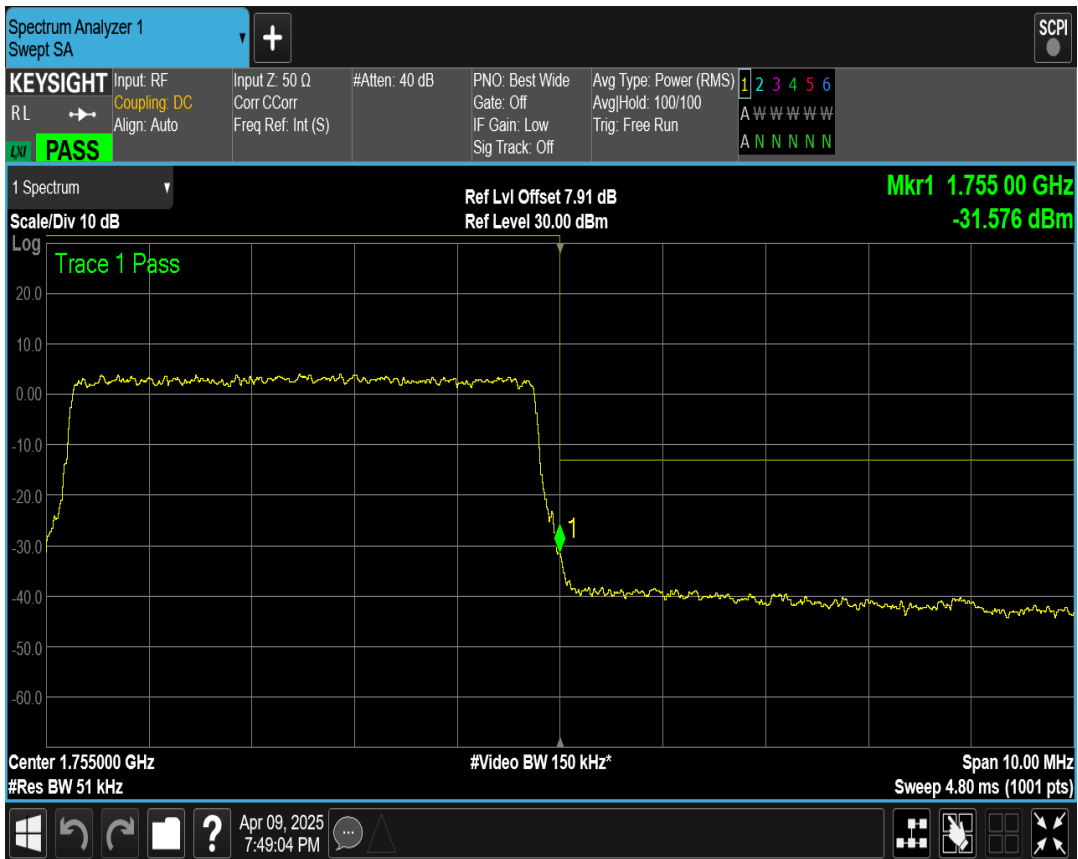 Spectrum Analyzer 1
Swept SA
+
SCPI
KEYSIGHT
RL
LXI PASS
Input: RF
Coupling: DC
Align: Auto
Input Z: 50 Ω
Corr CCorr
Freq Ref: Int (S)
#Atten: 40 dB
PNO: Best Wide
Gate: Off
IF Gain: Low
Sig Track: Off
Avg Type: Power (RMS)
Avg|Hold: 100/100
Trig: Free Run
1 2 3 4 5 6
A W W W W W
A N N N N N
1 Spectrum
Scale/Div 10 dB
Ref Lvl Offset 7.91 dB
Ref Level 30.00 dBm
Mkr1 1.755 00 GHz
-31.576 dBm
Log
Trace 1 Pass
20.0
10.0
0.00
-10.0
-20.0
1
-30.0
-40.0
-50.0
-60.0
Center 1.755000 GHz
#Video BW 150 kHz*
Span 10.00 MHz
#Res BW 51 kHz
Sweep 4.80 ms (1001 pts)
?
Apr 09, 2025
7:49:04 PM